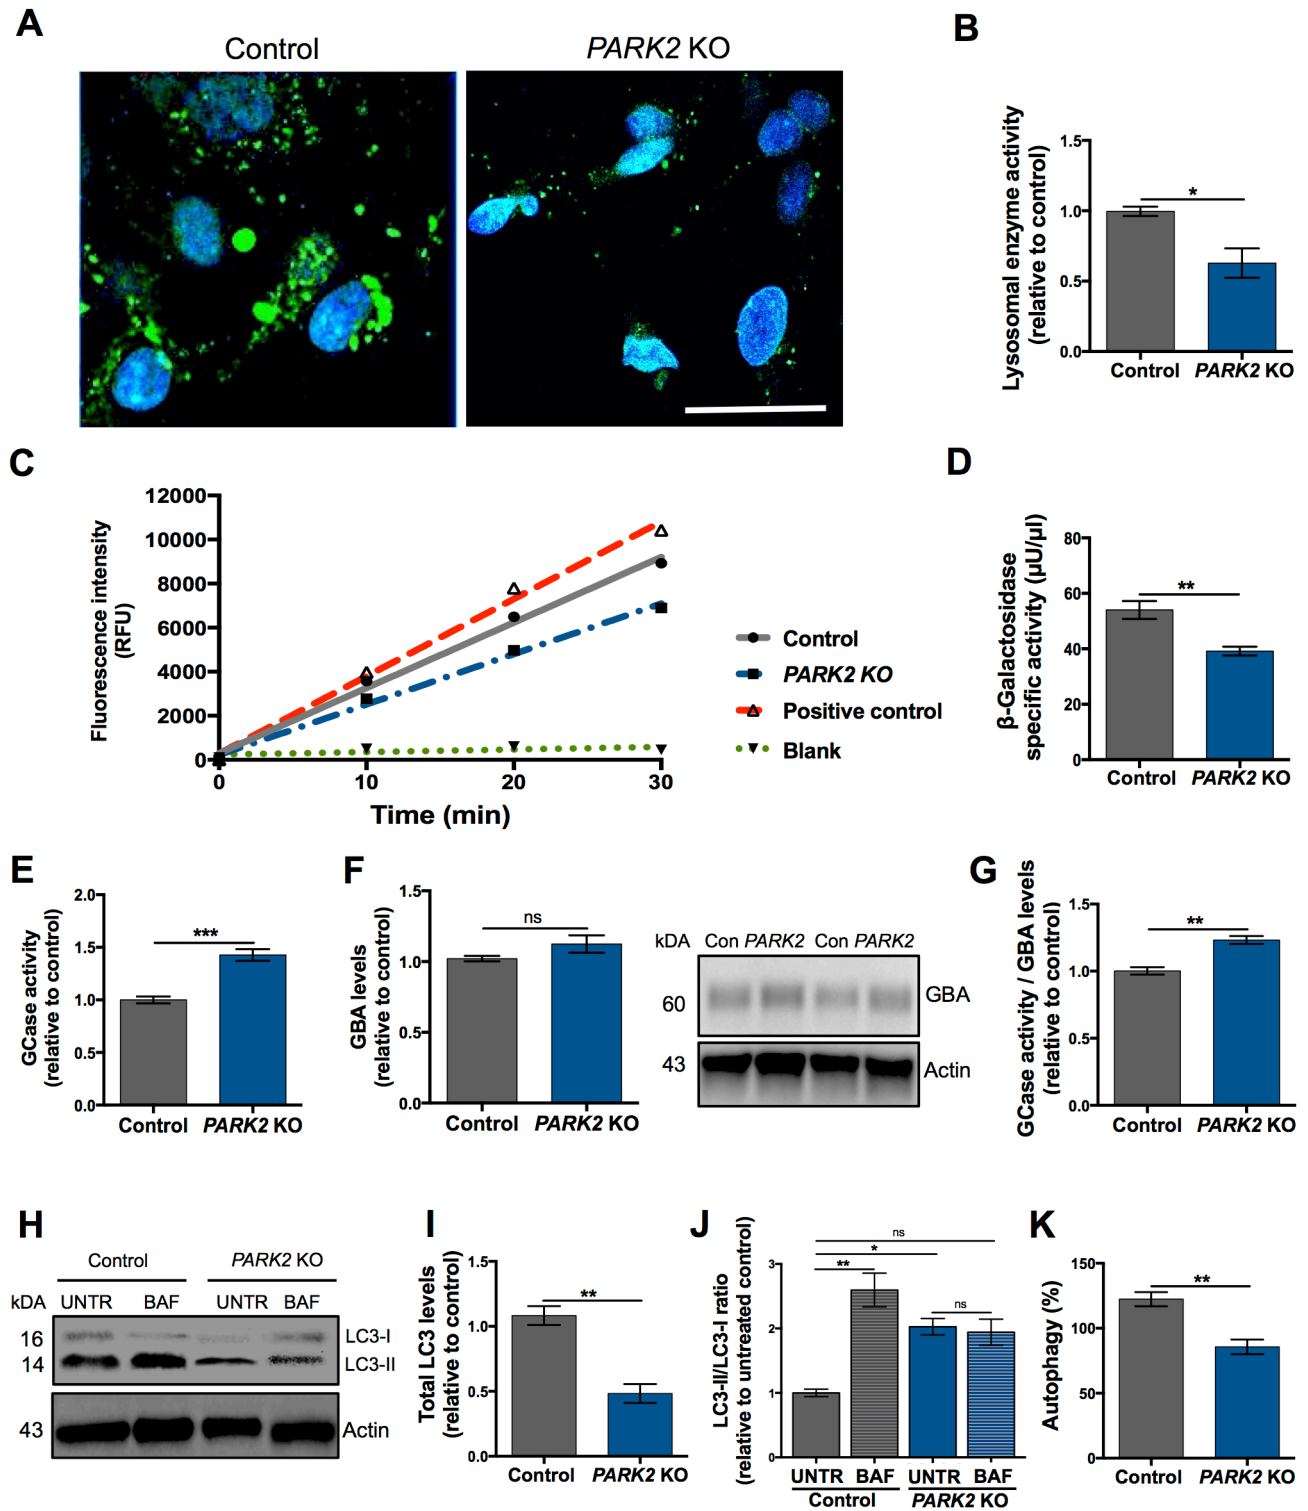 A
Control
PARK2 KO
B
Lysosomal enzyme activity
(relative to control)
1.5
1.0
0.5
0.0
*
Control
PARK2 KO
C
Fluorescence intensity
(RFU)
12000
10000
8000
6000
4000
2000
0
0
10
20
30
Time (min)
Control
PARK2 KO
Positive control
Blank
D
β-Galactosidase
specific activity (µU/µl)
80
60
40
20
0
**
Control
PARK2 KO
E
GCase activity
(relative to control)
2.0
1.5
1.0
0.5
0.0
***
Control
PARK2 KO
F
GBA levels
(relative to control)
1.5
1.0
0.5
0.0
ns
Control
PARK2 KO
kDA
Con PARK2 Con PARK2
60
GBA
43
Actin
G
GCase activity / GBA levels
(relative to control)
1.5
1.0
0.5
0.0
**
Control
PARK2 KO
H
Control
PARK2 KO
kDA
UNTR
BAF
UNTR
BAF
16
LC3-I
14
LC3-II
43
Actin
I
Total LC3 levels
(relative to control)
1.5
1.0
0.5
0.0
**
Control
PARK2 KO
J
LC3-II/LC3-I ratio
(relative to untreated control)
3
2
1
0
ns
*
**
ns
UNTR
BAF
UNTR
BAF
Control
PARK2 KO
K
Autophagy (%)
150
100
50
0
**
Control
PARK2 KO